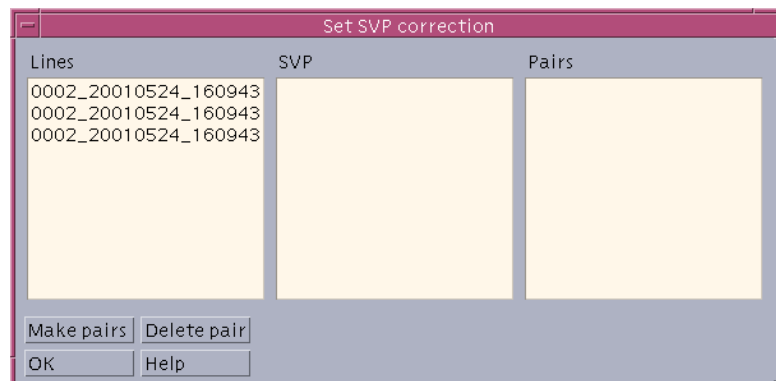 Set SVP correction
Lines SVP Pairs
0002_20010524_160943
0002_20010524_160943
0002_20010524_160943
Make pairs Delete pair
OK Help